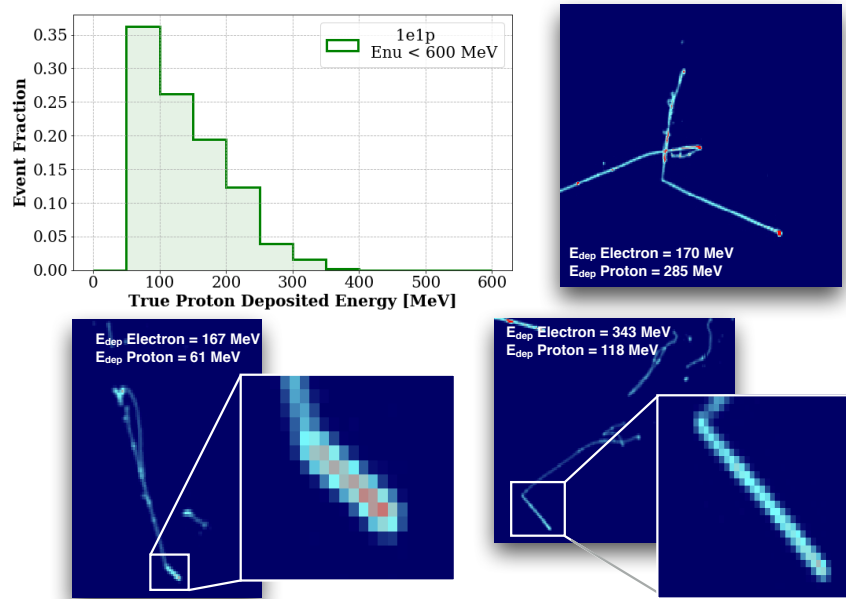 1e1p
Enu < 600 MeV
0.35
0.30
0.25
0.20
0.15
0.10
0.05
0.00
Event Fraction
0 100 200 300 400 500 600
True Proton Deposited Energy [MeV]
Edep Electron = 170 MeV
Edep Proton = 285 MeV
Edep Electron = 167 MeV
Edep Proton = 61 MeV
Edep Electron = 343 MeV
Edep Proton = 118 MeV